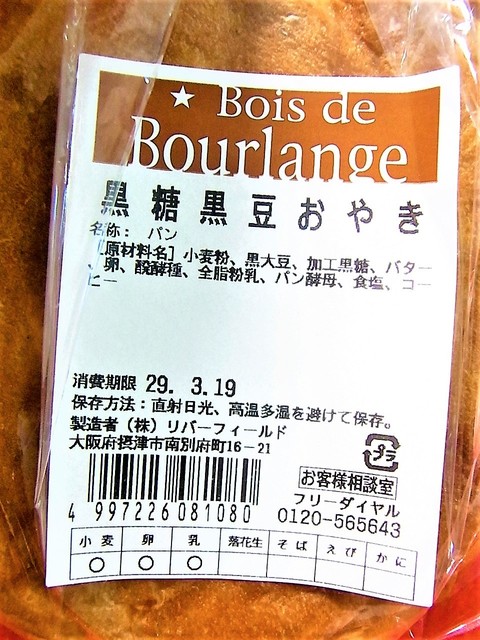 ★ Bois de
Bourlange
黒糖黒豆おやき
名称： パン
[原材料名] 小麦粉、黒大豆、加工黒糖、バター
、卵、醗酵種、全脂粉乳、パン酵母、食塩、コー
ヒー
消費期限 29. 3.19
保存方法：直射日光、高温多湿を避けて保存。
製造者（株）リバーフィールド
大阪府摂津市南別府町16－21
プラ
お客様相談室
フリーダイヤル
0120-565643
4 997226 081080
小麦 卵 乳 落花生 そば えび かに
○ ○ ○